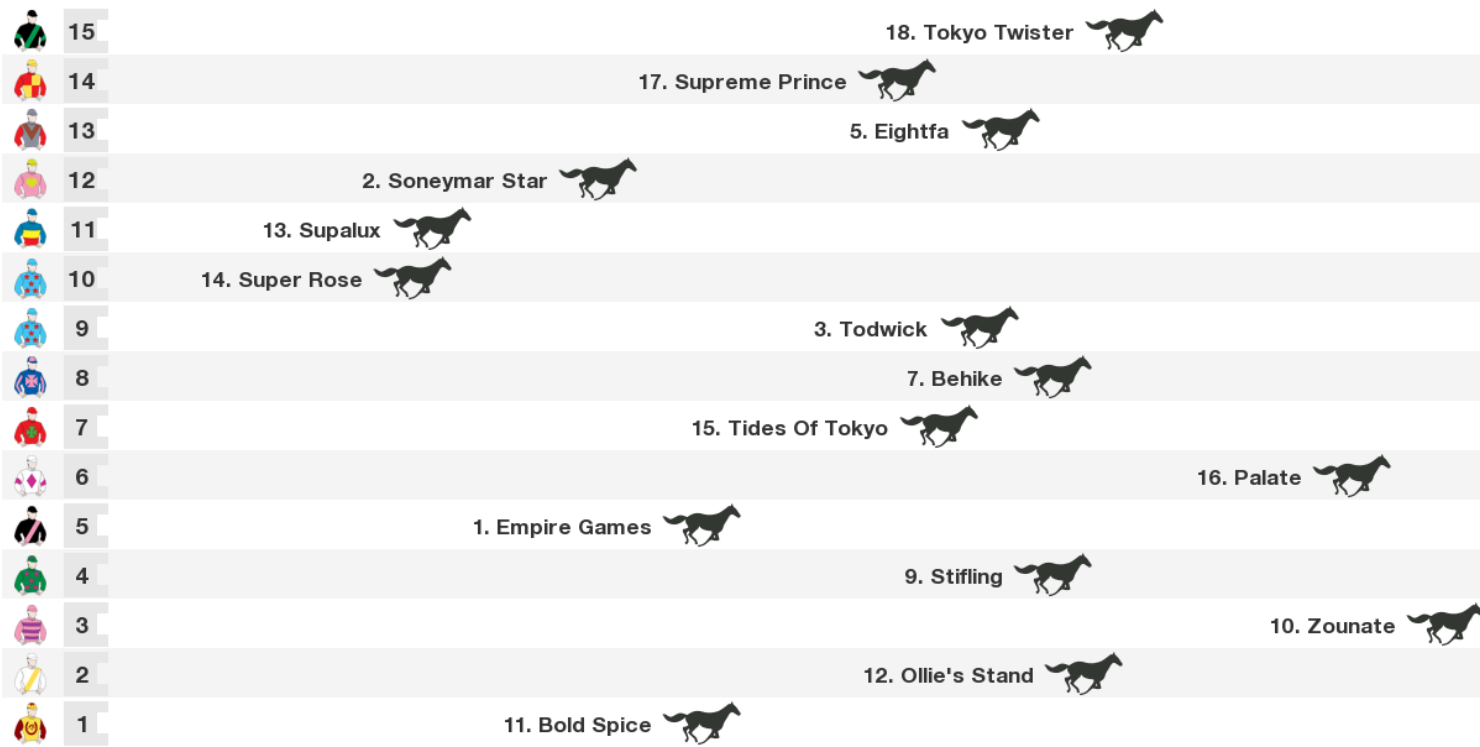 15 18. Tokyo Twister
14 17. Supreme Prince
13 5. Eightfa
12 2. Soneymar Star
11 13. Supalux
10 14. Super Rose
9 3. Todwick
8 7. Behike
7 15. Tides Of Tokyo
6 16. Palate
5 1. Empire Games
4 9. Stifling
3 10. Zounate
2 12. Ollie's Stand
1 11. Bold Spice